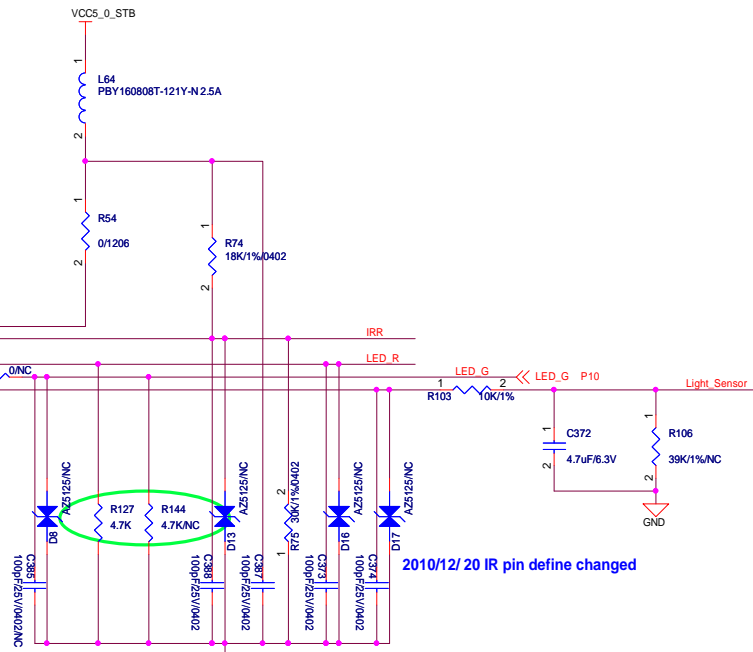 VCC5_0_STB
1
L64
PBY160808T-121Y-N 2.5A
2
1
R54
0/1206
2
1
R74
18K/1%/0402
2
IRR
LED_R
0/NC
LED_G
LED_G P10
1
2
R103
10K/1%
Light_Sensor
1
C372
4.7uF/6.3V
2
1
R106
39K/1%/NC
2
GND
AZ5125/NC
D8
R127
4.7K
R144
4.7K/NC
AZ5125/NC
D13
2
30K/1%/0402
R75
1
AZ5125/NC
D16
AZ5125/NC
D17
C385
100pF/25V/0402/NC
C388
100pF/25V/0402
C387
100pF/25V/0402
C373
100pF/25V/0402
C374
100pF/25V/0402
2010/12/ 20 IR pin define changed